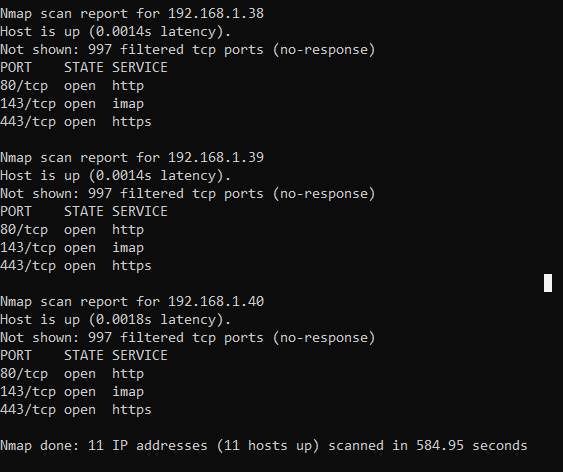 Nmap scan report for 192.168.1.38
Host is up (0.0014s latency).
Not shown: 997 filtered tcp ports (no-response)
PORT    STATE SERVICE
80/tcp  open  http
143/tcp open  imap
443/tcp open  https

Nmap scan report for 192.168.1.39
Host is up (0.0014s latency).
Not shown: 997 filtered tcp ports (no-response)
PORT    STATE SERVICE
80/tcp  open  http
143/tcp open  imap
443/tcp open  https

Nmap scan report for 192.168.1.40
Host is up (0.0018s latency).
Not shown: 997 filtered tcp ports (no-response)
PORT    STATE SERVICE
80/tcp  open  http
143/tcp open  imap
443/tcp open  https

Nmap done: 11 IP addresses (11 hosts up) scanned in 584.95 seconds